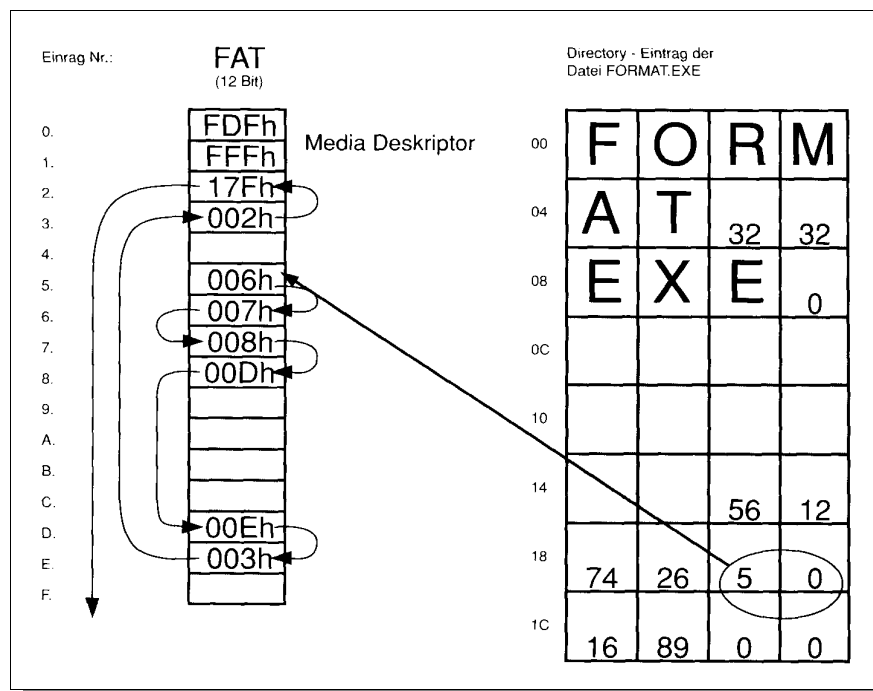 Einrag Nr.:
FAT
(12 Bit)
0. FDFh Media Deskriptor
1. FFFh
2. 17Fh
3. 002h
4.
5. 006h
6. 007h
7. 008h
8. 00Dh
9.
A.
B.
C.
D. 00Eh
E. 003h
F.
Directory - Eintrag der
Datei FORMAT.EXE
00 F O R M
04 A T 32 32
08 E X E 0
0C
10
14 56 12
18 74 26 5 0
1C 16 89 0 0